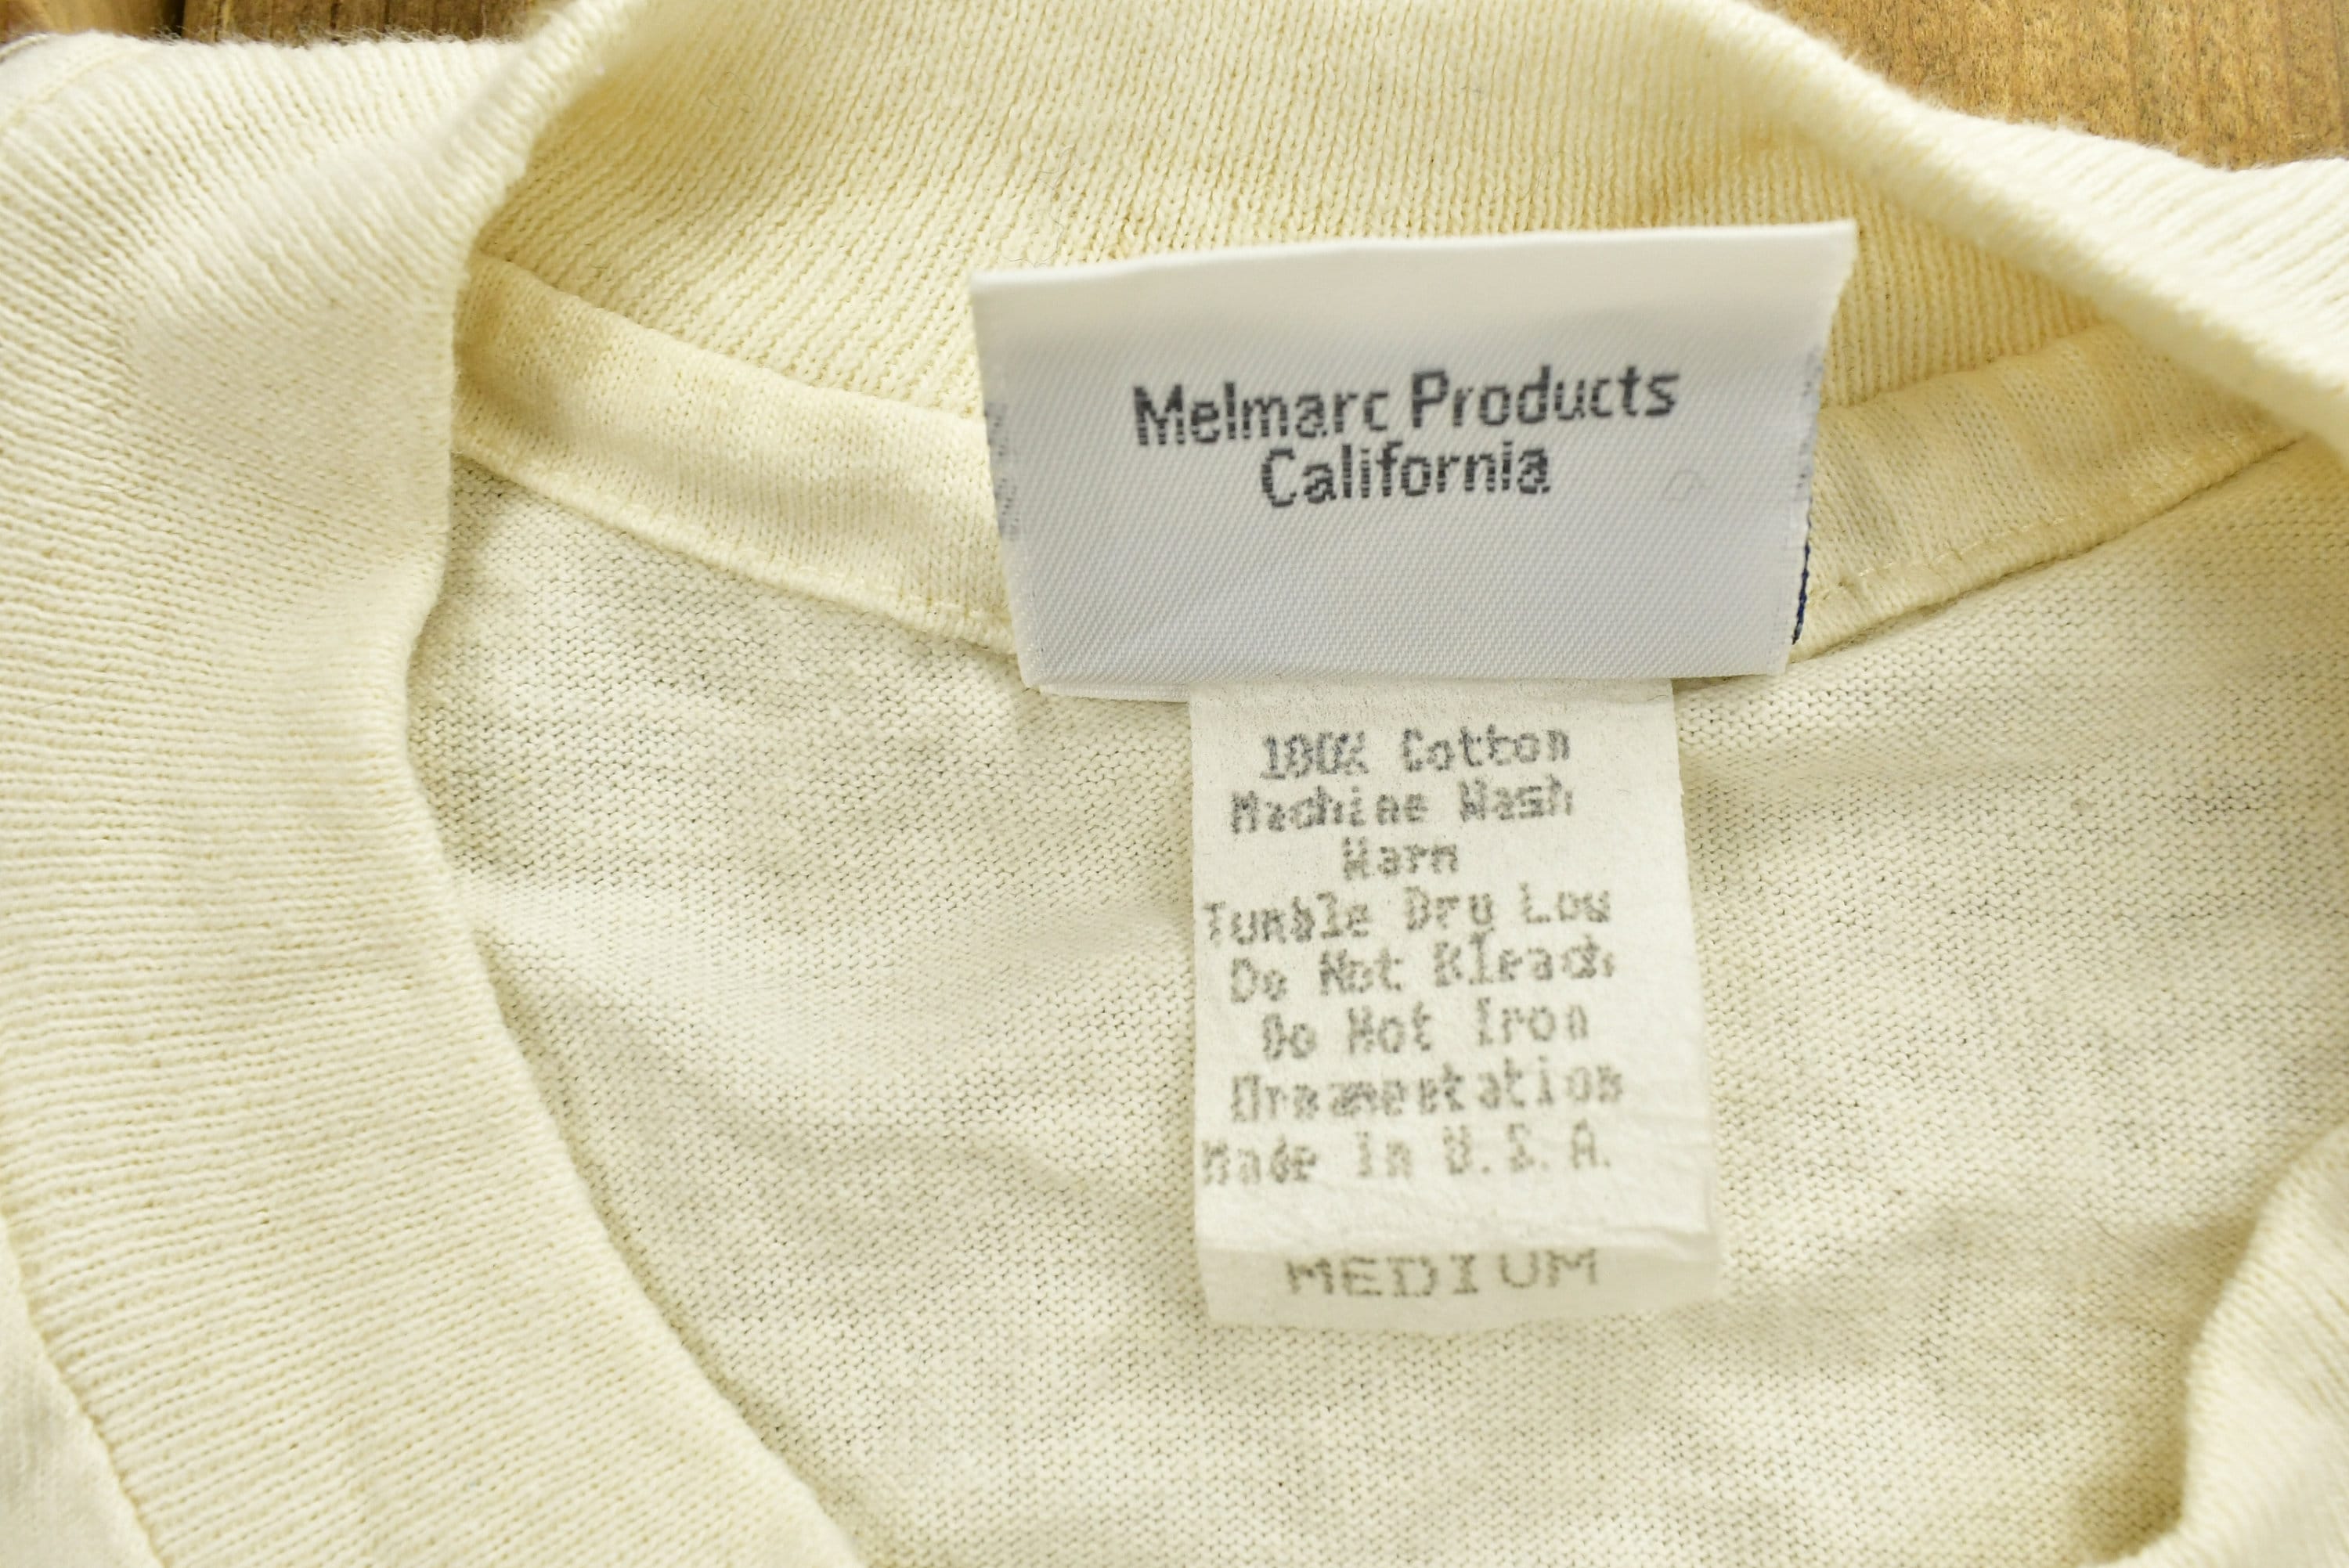 Melmarc Products
California
100% Cotton
Machine Wash
Warm
Tumble Dry Low
Do Not Bleach
Do Not Iron
Ornamentation
Made In U.S.A.
MEDIUM